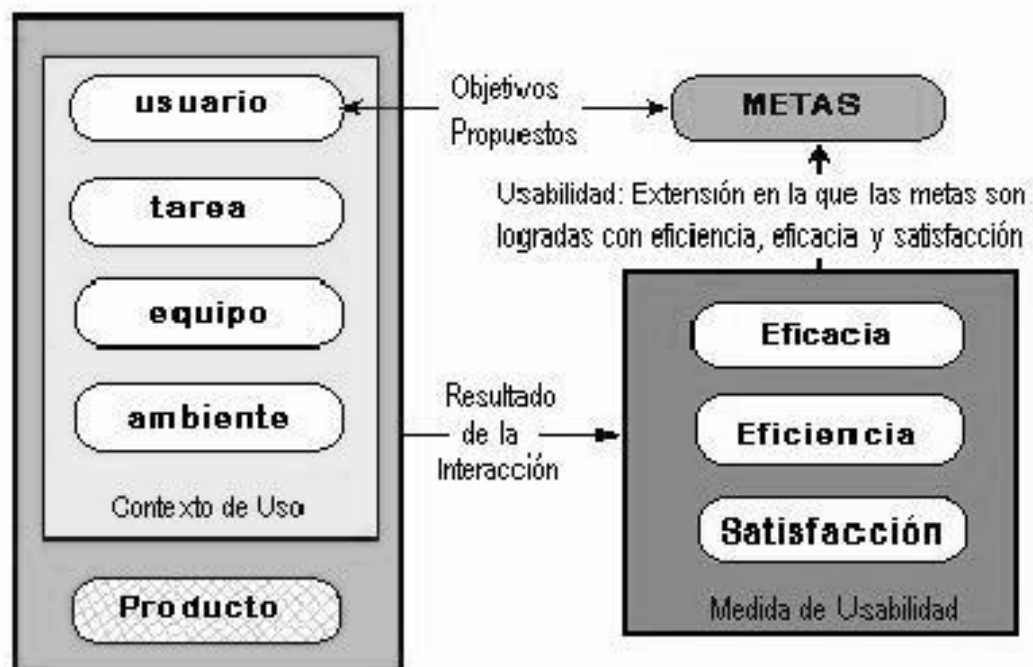 usuario
tarea
equipo
ambiente
Contexto de Uso
Producto
Objetivos
Propuestos
METAS
Usabilidad: Extensión en la que las metas son
logradas con eficiencia, eficacia y satisfacción
Resultado
de la
Interacción
Eficacia
Eficiencia
Satisfacción
Medida de Usabilidad